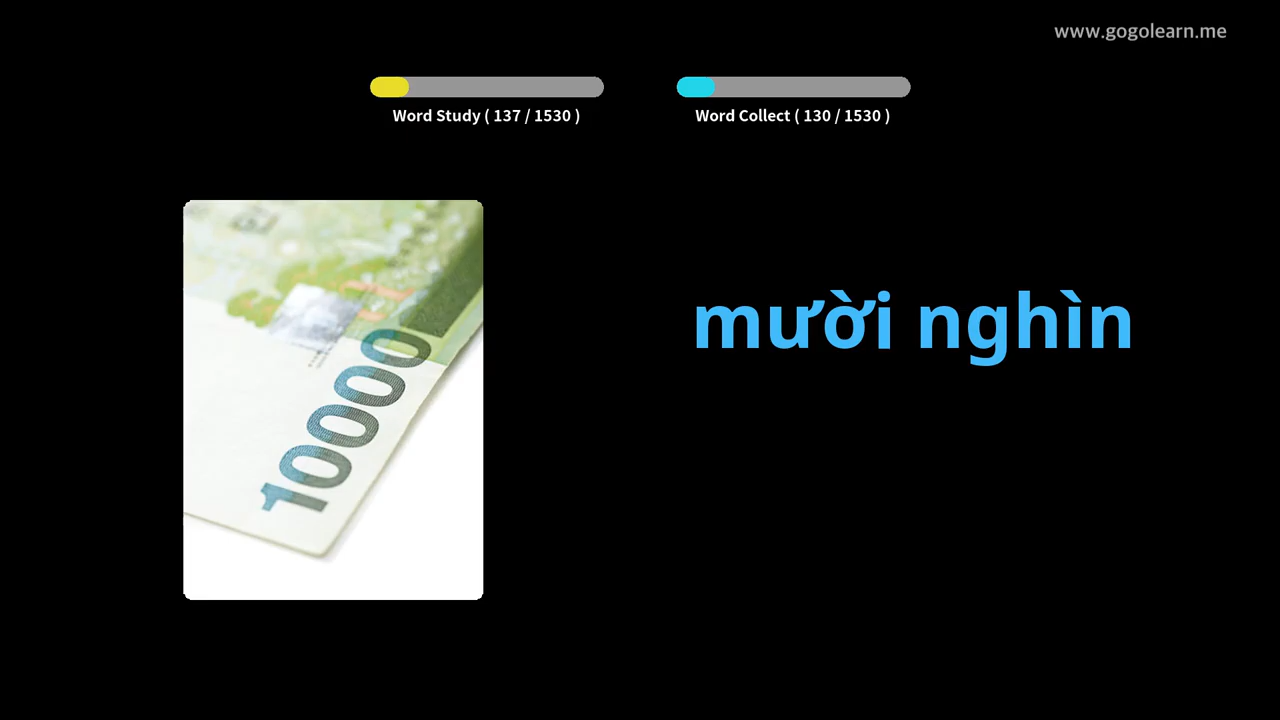 www.gogolearn.me
Word Study ( 137 / 1530 )
Word Collect ( 130 / 1530 )
mười nghìn
10000